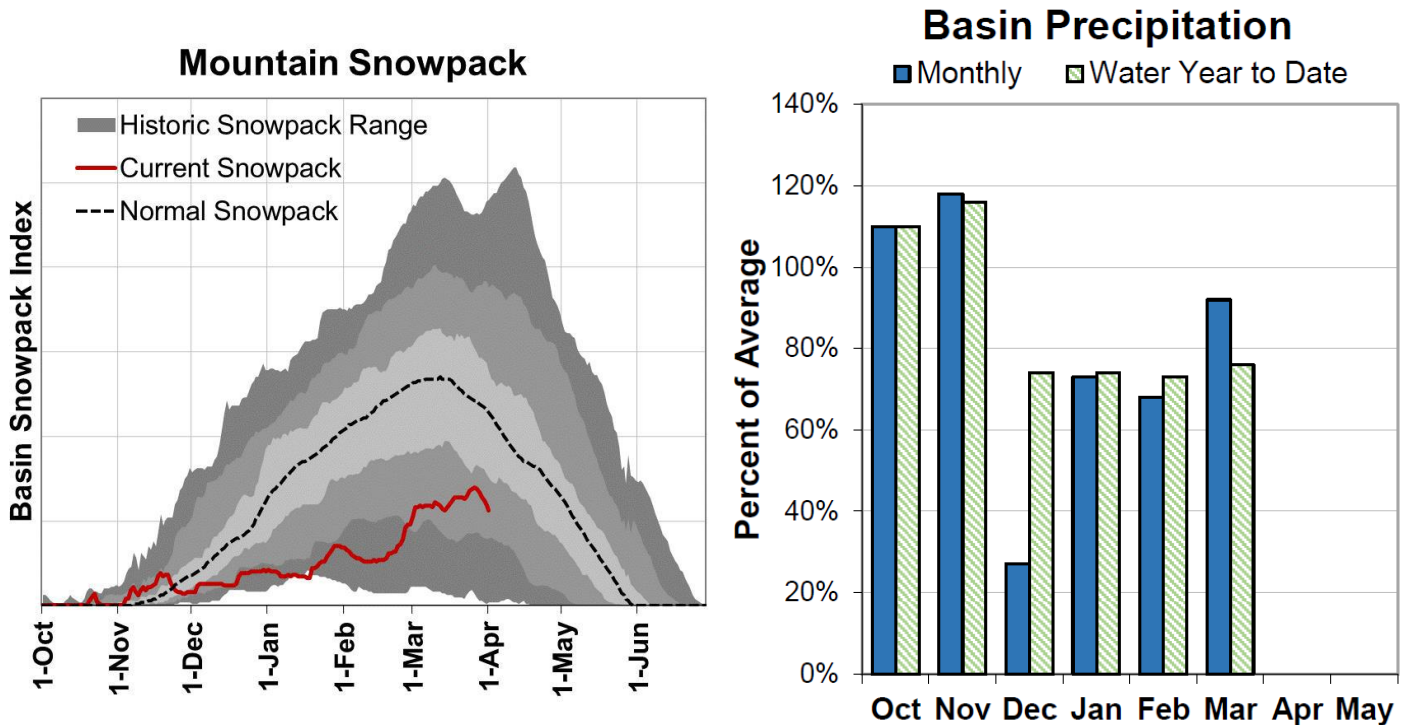 Mountain Snowpack
Historic Snowpack Range
Current Snowpack
Normal Snowpack
Basin Snowpack Index
1-Oct
1-Nov
1-Dec
1-Jan
1-Feb
1-Mar
1-Apr
1-May
1-Jun
Basin Precipitation
Monthly
Water Year to Date
Percent of Average
140%
120%
100%
80%
60%
40%
20%
0%
Oct Nov Dec Jan Feb Mar Apr May